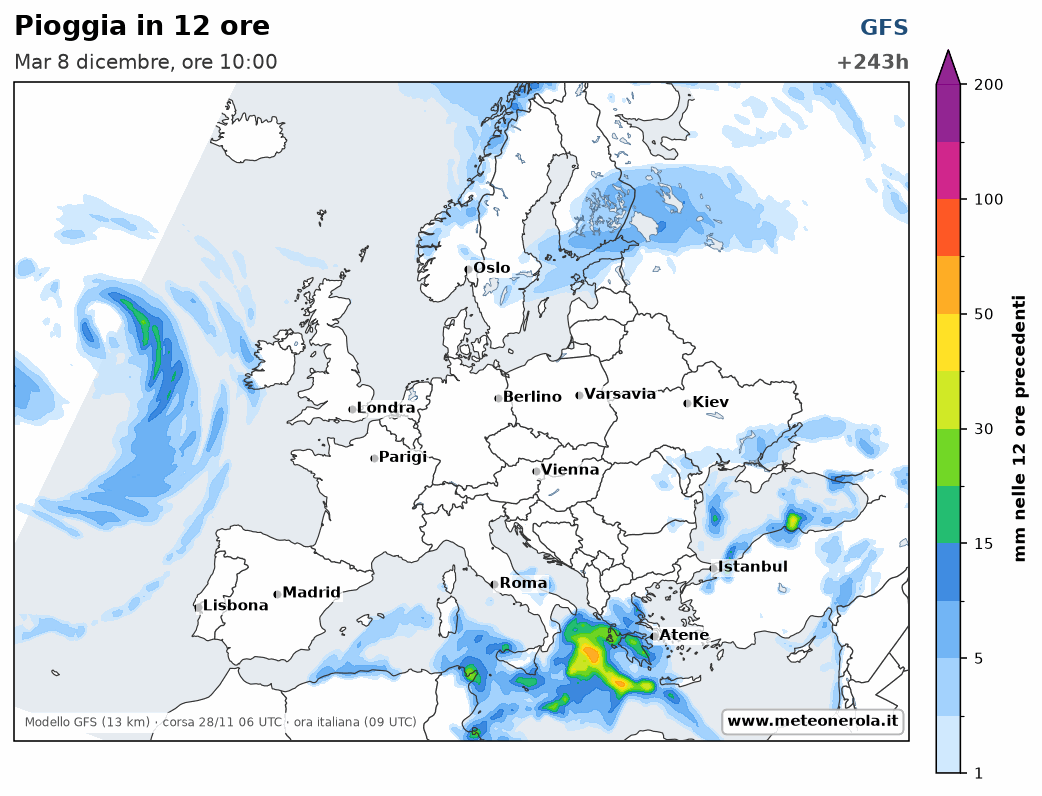 Pioggia in 12 ore
GFS
Mar 8 dicembre, ore 10:00
+243h
200
100
50
30
15
5
1
mm nelle 12 ore precedenti
Oslo
Londra
Berlino
Varsavia
Kiev
Parigi
Vienna
Istanbul
Roma
Madrid
Lisbona
Atene
Modello GFS (13 km) · corsa 28/11 06 UTC · ora italiana (09 UTC)
www.meteonerola.it